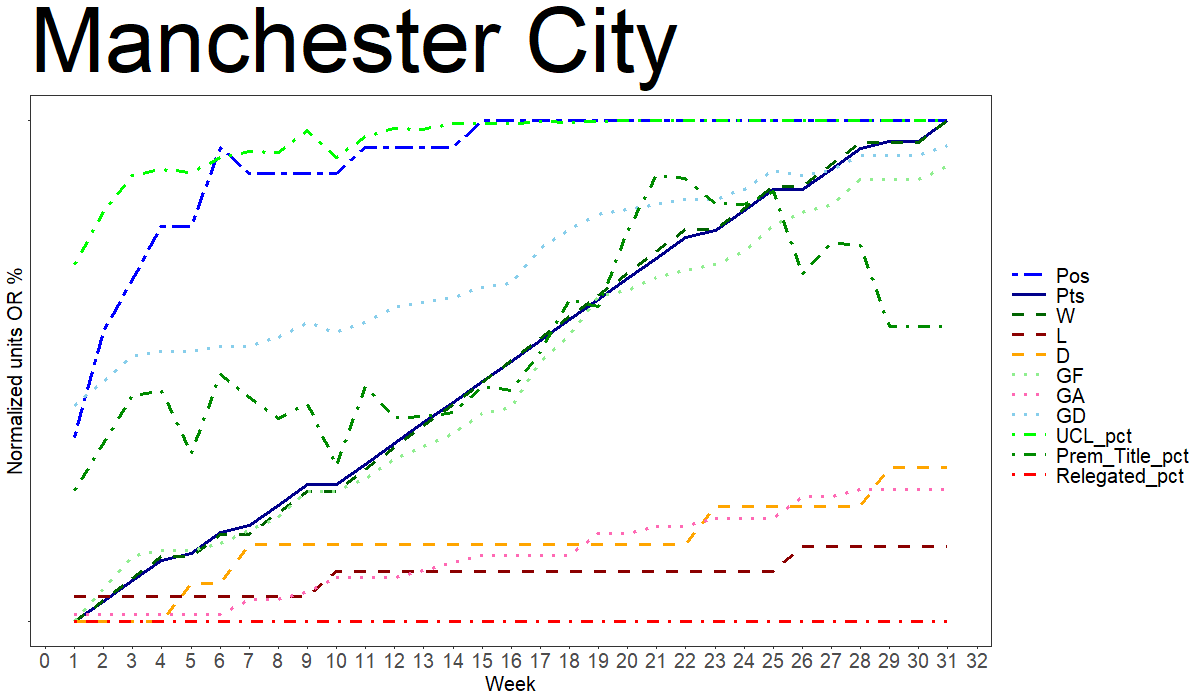 Manchester City
Normalized units OR %
Pos
Pts
W
L
D
GF
GA
GD
UCL_pct
Prem_Title_pct
Relegated_pct
0 1 2 3 4 5 6 7 8 9 10 11 12 13 14 15 16 17 18 19 20 21 22 23 24 25 26 27 28 29 30 31 32
Week